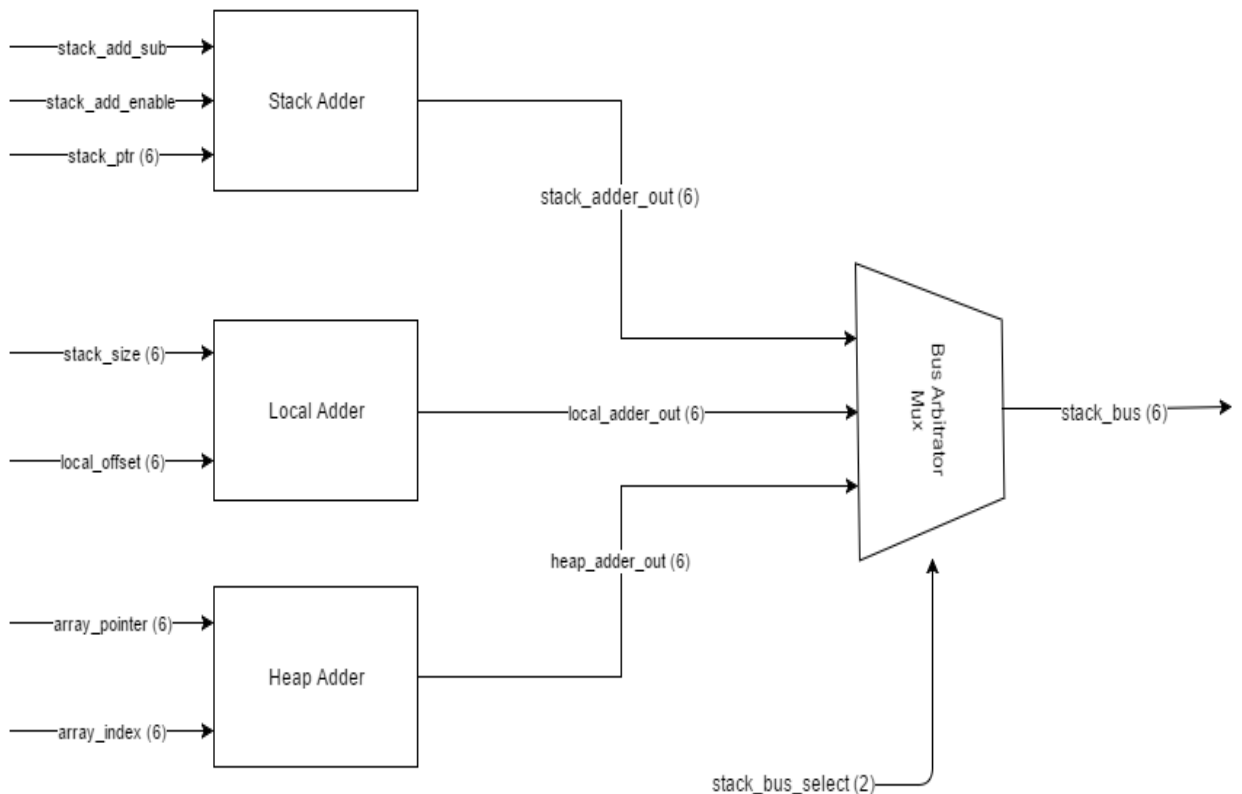 stack_add_sub
stack_add_enable
stack_ptr (6)
Stack Adder
stack_adder_out (6)
stack_size (6)
local_offset (6)
Local Adder
local_adder_out (6)
Bus Arbitrator
Mux
stack_bus (6)
heap_adder_out (6)
array_pointer (6)
array_index (6)
Heap Adder
stack_bus_select (2)